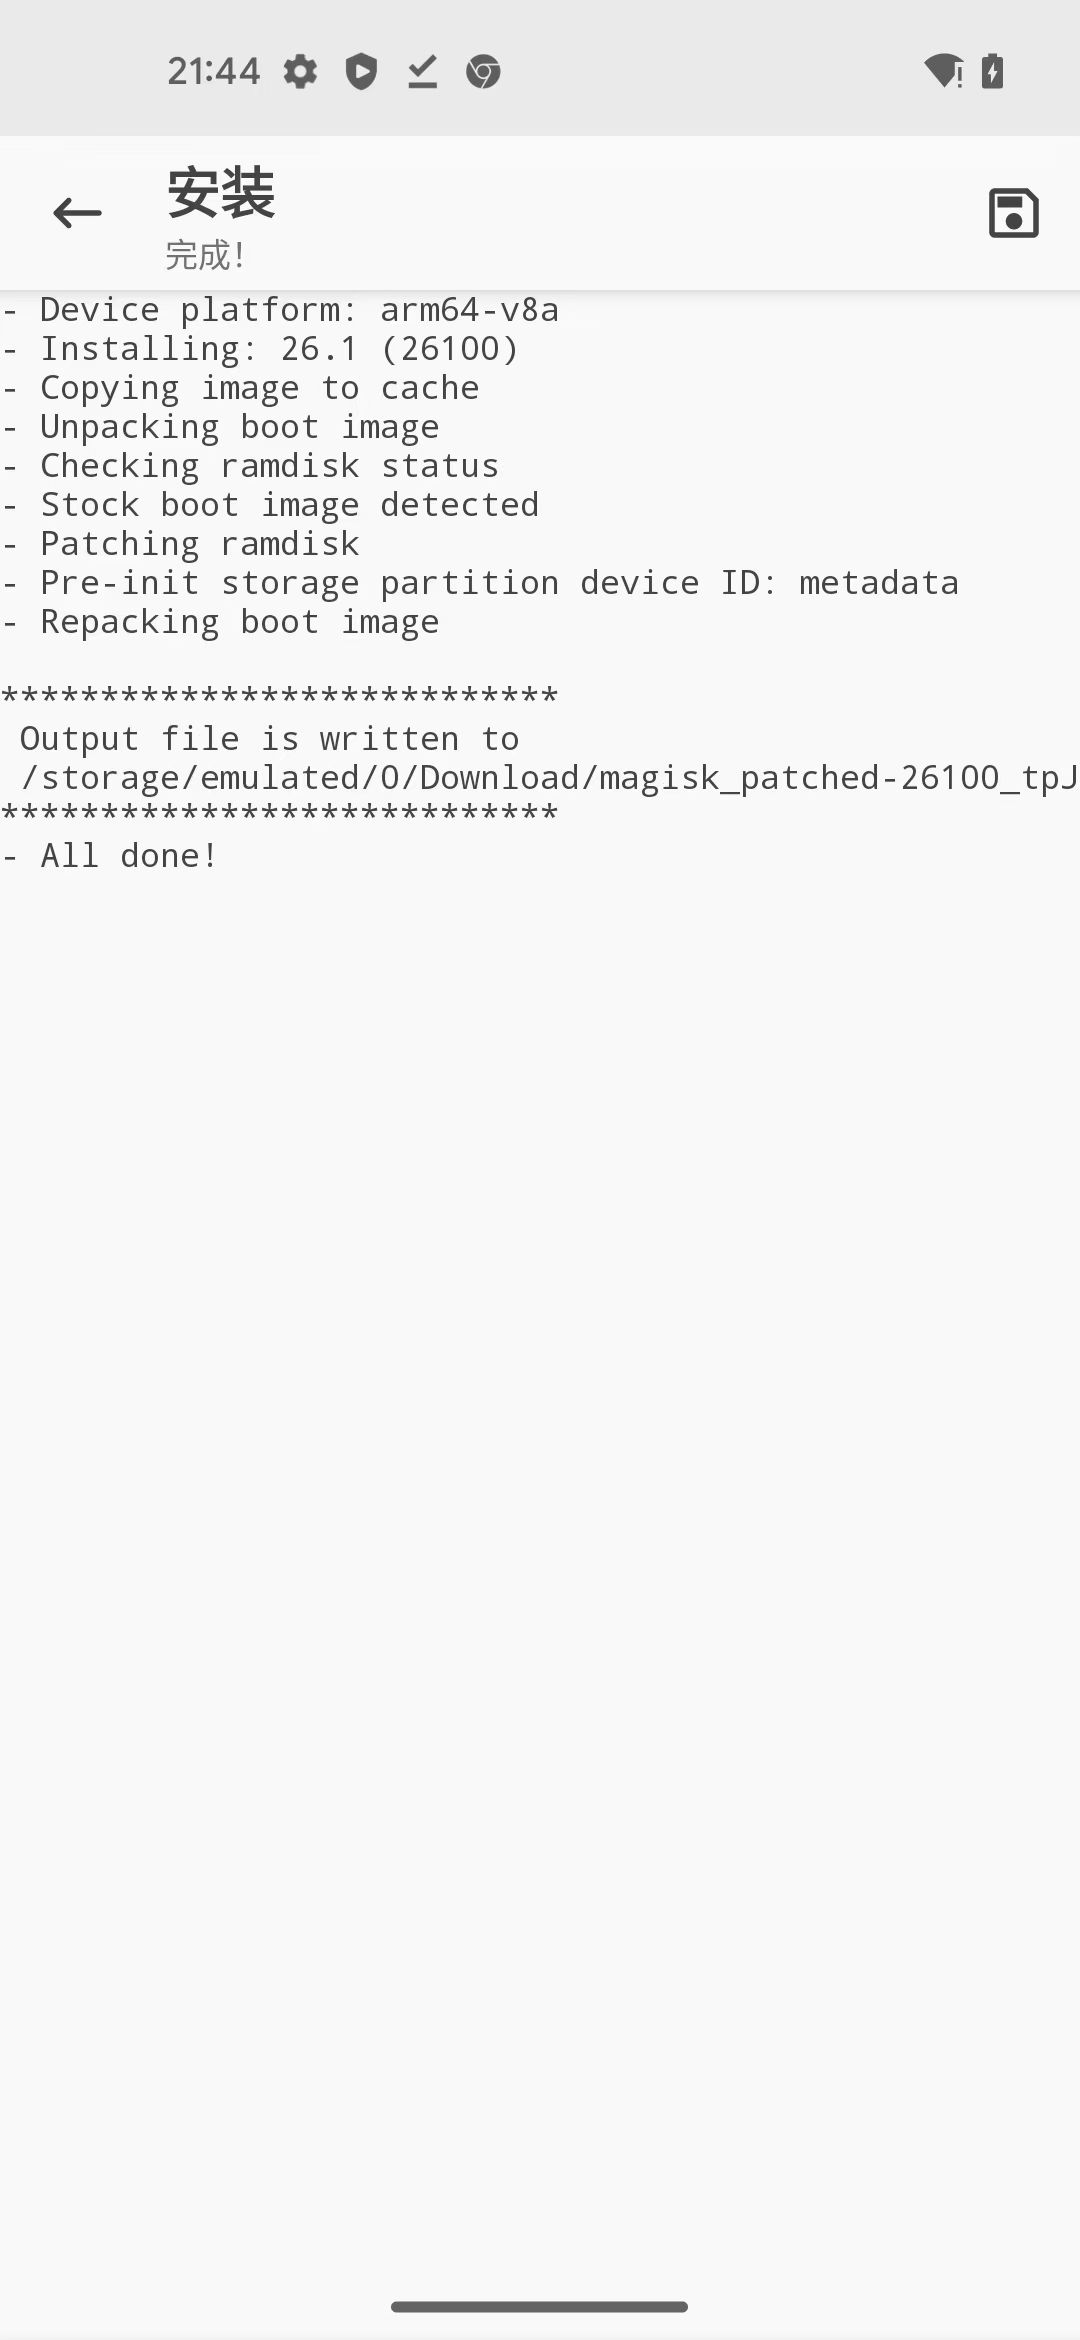 21:44
安装
完成!
- Device platform: arm64-v8a
- Installing: 26.1 (26100)
- Copying image to cache
- Unpacking boot image
- Checking ramdisk status
- Stock boot image detected
- Patching ramdisk
- Pre-init storage partition device ID: metadata
- Repacking boot image
****************************
Output file is written to
/storage/emulated/0/Download/magisk_patched-26100_tpJ
****************************
- All done!